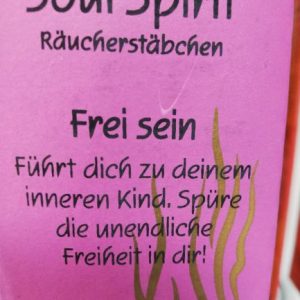 Soul Spirit
Räucherstäbchen
Frei sein
Führt dich zu deinem
inneren Kind. Spüre
die unendliche
Freiheit in dir!